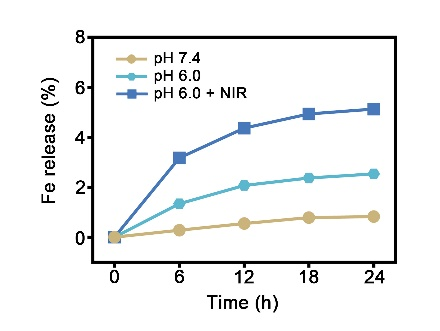 Fe release (%)
8
6
4
2
0
pH 7.4
pH 6.0
pH 6.0 + NIR
0 6 12 18 24
Time (h)